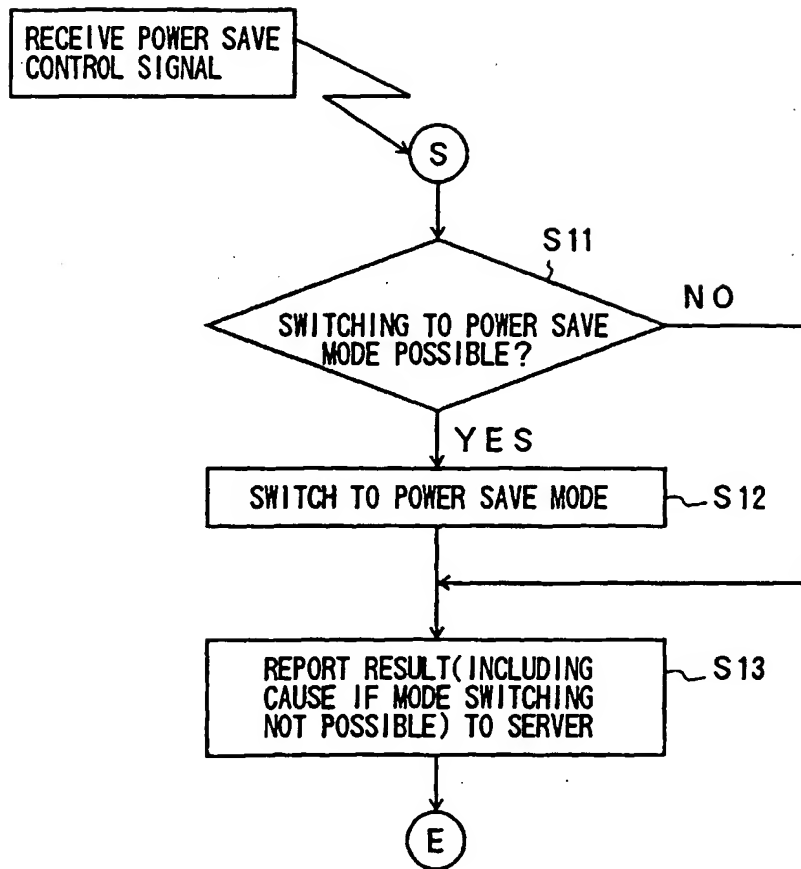 RECEIVE POWER SAVE
CONTROL SIGNAL
S
S11
SWITCHING TO POWER SAVE
MODE POSSIBLE?
NO
YES
SWITCH TO POWER SAVE MODE
S12
REPORT RESULT(INCLUDING
CAUSE IF MODE SWITCHING
NOT POSSIBLE) TO SERVER
S13
E